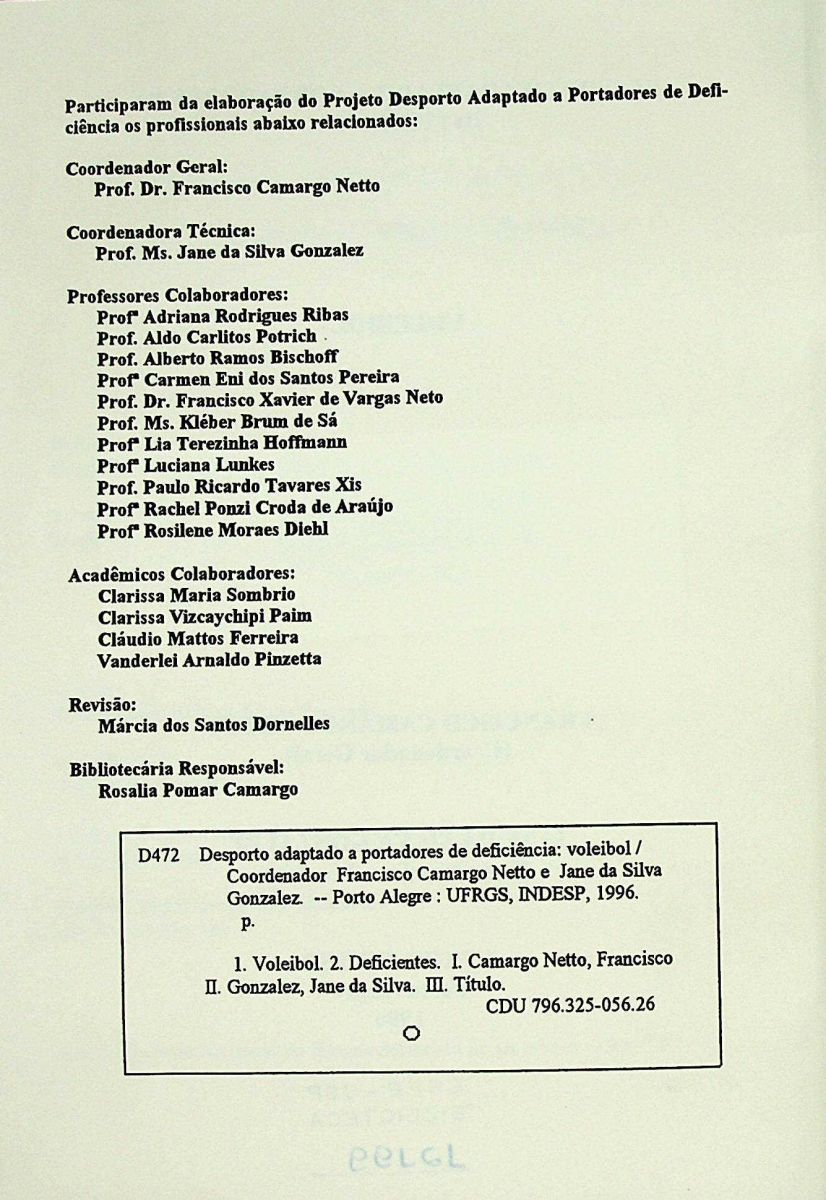 Participaram da elaboração do Projeto Desporto Adaptado a Portadores de Defi-
ciência os profissionais abaixo relacionados:
Coordenador Geral:
Prof. Dr. Francisco Camargo Netto
Coordenadora Técnica:
Prof. Ms. Jane da Silva Gonzalez
Professores Colaboradores:
Profª Adriana Rodrigues Ribas
Prof. Aldo Carlitos Potrich
Prof. Alberto Ramos Bischoff
Profª Carmen Eni dos Santos Pereira
Prof. Dr. Francisco Xavier de Vargas Neto
Prof. Ms. Kléber Brum de Sá
Profª Lia Terezinha Hoffmann
Profª Luciana Lunkes
Prof. Paulo Ricardo Tavares Xis
Profª Rachel Ponzi Croda de Araújo
Profª Rosilene Moraes Diehl
Acadêmicos Colaboradores:
Clarissa Maria Sombrio
Clarissa Vizcaychipi Paim
Cláudio Mattos Ferreira
Vanderlei Arnaldo Pinzetta
Revisão:
Márcia dos Santos Dornelles
Bibliotecária Responsável:
Rosalia Pomar Camargo
D472 Desporto adaptado a portadores de deficiência: voleibol /
Coordenador Francisco Camargo Netto e Jane da Silva
Gonzalez. -- Porto Alegre : UFRGS, INDESP, 1996.
p.
1. Voleibol. 2. Deficientes. I. Camargo Netto, Francisco
II. Gonzalez, Jane da Silva. III. Título.
CDU 796.325-056.26